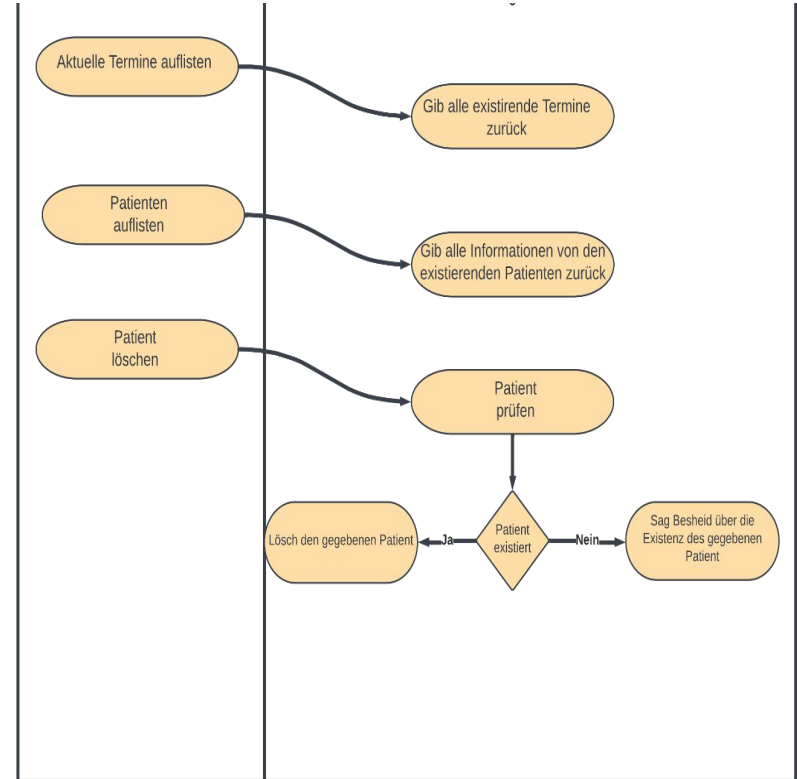 Aktuelle Termine auflisten
Gib alle existirende Termine
zurück
Patienten
auflisten
Gib alle Informationen von den
existierenden Patienten zurück
Patient
löschen
Patient
prüfen
Lösch den gegebenen Patient
Ja
Patient
existiert
Nein
Sag Besheid über die
Existenz des gegebenen
Patient